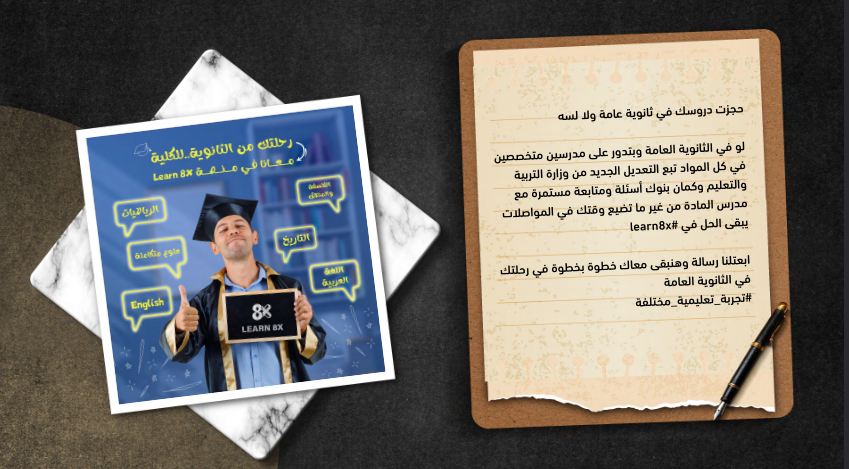 رحلتك من الثانوية..للكلية
معانا في منصة Learn 8X
الرياضيات
علوم متكاملة
English
الفلسفة والمنطق
التاريخ
اللغة العربية
8X
LEARN 8X
حجزت دروسك في ثانوية عامة ولا لسه
لو في الثانوية العامة وبتدور على مدرسين متخصصين
في كل المواد تبع التعديل الجديد من وزارة التربية
والتعليم وكمان بنوك أسئلة ومتابعة مستمرة مع
مدرس المادة من غير ما تضيع وقتك في المواصلات
يبقى الحل في #learn8x
ابعتلنا رسالة وهنبقى معاك خطوة بخطوة في رحلتك
في الثانوية العامة
#تجربة_تعليمية_مختلفة